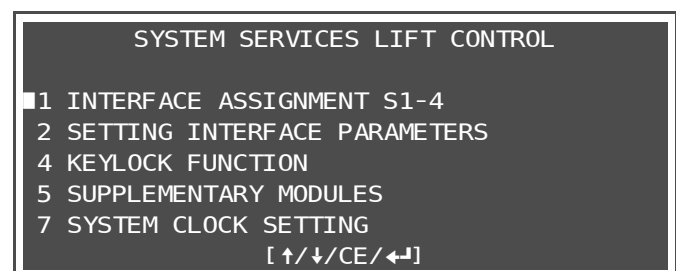 SYSTEM SERVICES LIFT CONTROL
1 INTERFACE ASSIGNMENT S1-4
2 SETTING INTERFACE PARAMETERS
4 KEYLOCK FUNCTION
5 SUPPLEMENTARY MODULES
7 SYSTEM CLOCK SETTING
[↑/↓/CE/↵]